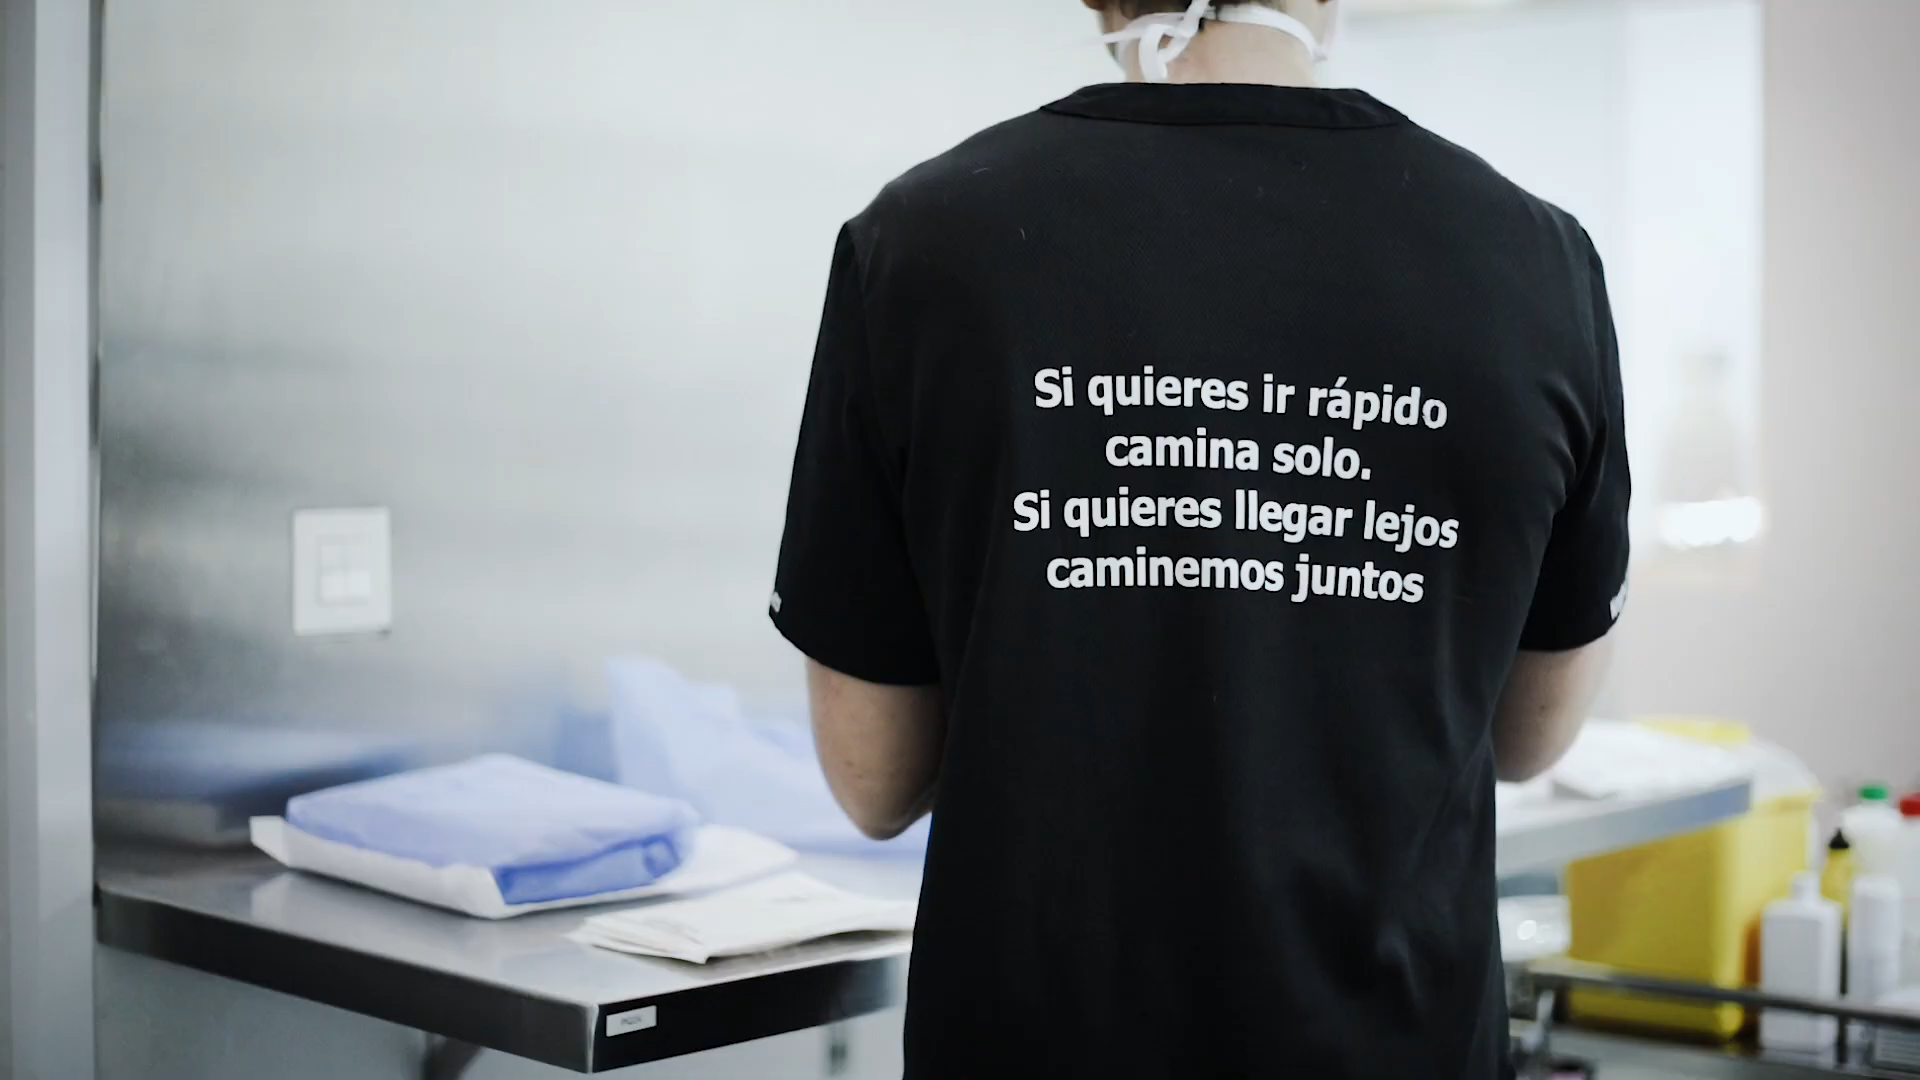 Si quieres ir rápido
camina solo.
Si quieres llegar lejos
caminemos juntos